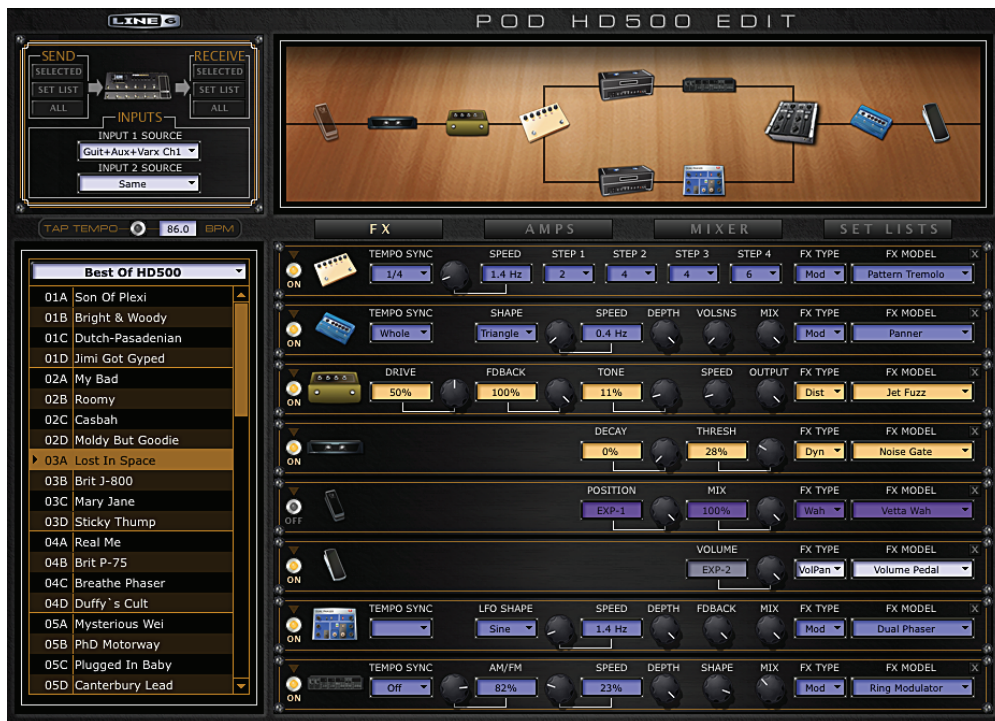 LINE 6
POD HD500 EDIT
SEND
RECEIVE
SELECTED
SELECTED
SET LIST
SET LIST
ALL
ALL
INPUTS
INPUT 1 SOURCE
Guit+Aux+Varx Ch1
INPUT 2 SOURCE
Same
TAP TEMPO 86.0 BPM
FX AMPS MIXER SET LISTS
Best Of HD500
01A Son Of Plexi
01B Bright & Woody
01C Dutch-Pasadenian
01D Jimi Got Gyped
02A My Bad
02B Roomy
02C Casbah
02D Moldy But Goodie
03A Lost In Space
03B Brit J-800
03C Mary Jane
03D Sticky Thump
04A Real Me
04B Brit P-75
04C Breathe Phaser
04D Duffy`s Cult
05A Mysterious Wei
05B PhD Motorway
05C Plugged In Baby
05D Canterbury Lead
TEMPO SYNC SPEED STEP 1 STEP 2 STEP 3 STEP 4 FX TYPE FX MODEL X
ON 1/4 1.4 Hz 2 4 4 6 Mod Pattern Tremolo
TEMPO SYNC SHAPE SPEED DEPTH VOLSNS MIX FX TYPE FX MODEL X
ON Whole Triangle 0.4 Hz Mod Panner
DRIVE FDBACK TONE SPEED OUTPUT FX TYPE FX MODEL X
ON 50% 100% 11% Dist Jet Fuzz
DECAY THRESH FX TYPE FX MODEL X
ON 0% 28% Dyn Noise Gate
POSITION MIX FX TYPE FX MODEL X
OFF EXP-1 100% Wah Vetta Wah
VOLUME FX TYPE FX MODEL X
ON EXP-2 VolPan Volume Pedal
TEMPO SYNC LFO SHAPE SPEED DEPTH FDBACK MIX FX TYPE FX MODEL X
ON Sine 1.4 Hz Mod Dual Phaser
TEMPO SYNC AM/FM SPEED DEPTH SHAPE MIX FX TYPE FX MODEL X
ON Off 82% 23% Mod Ring Modulator